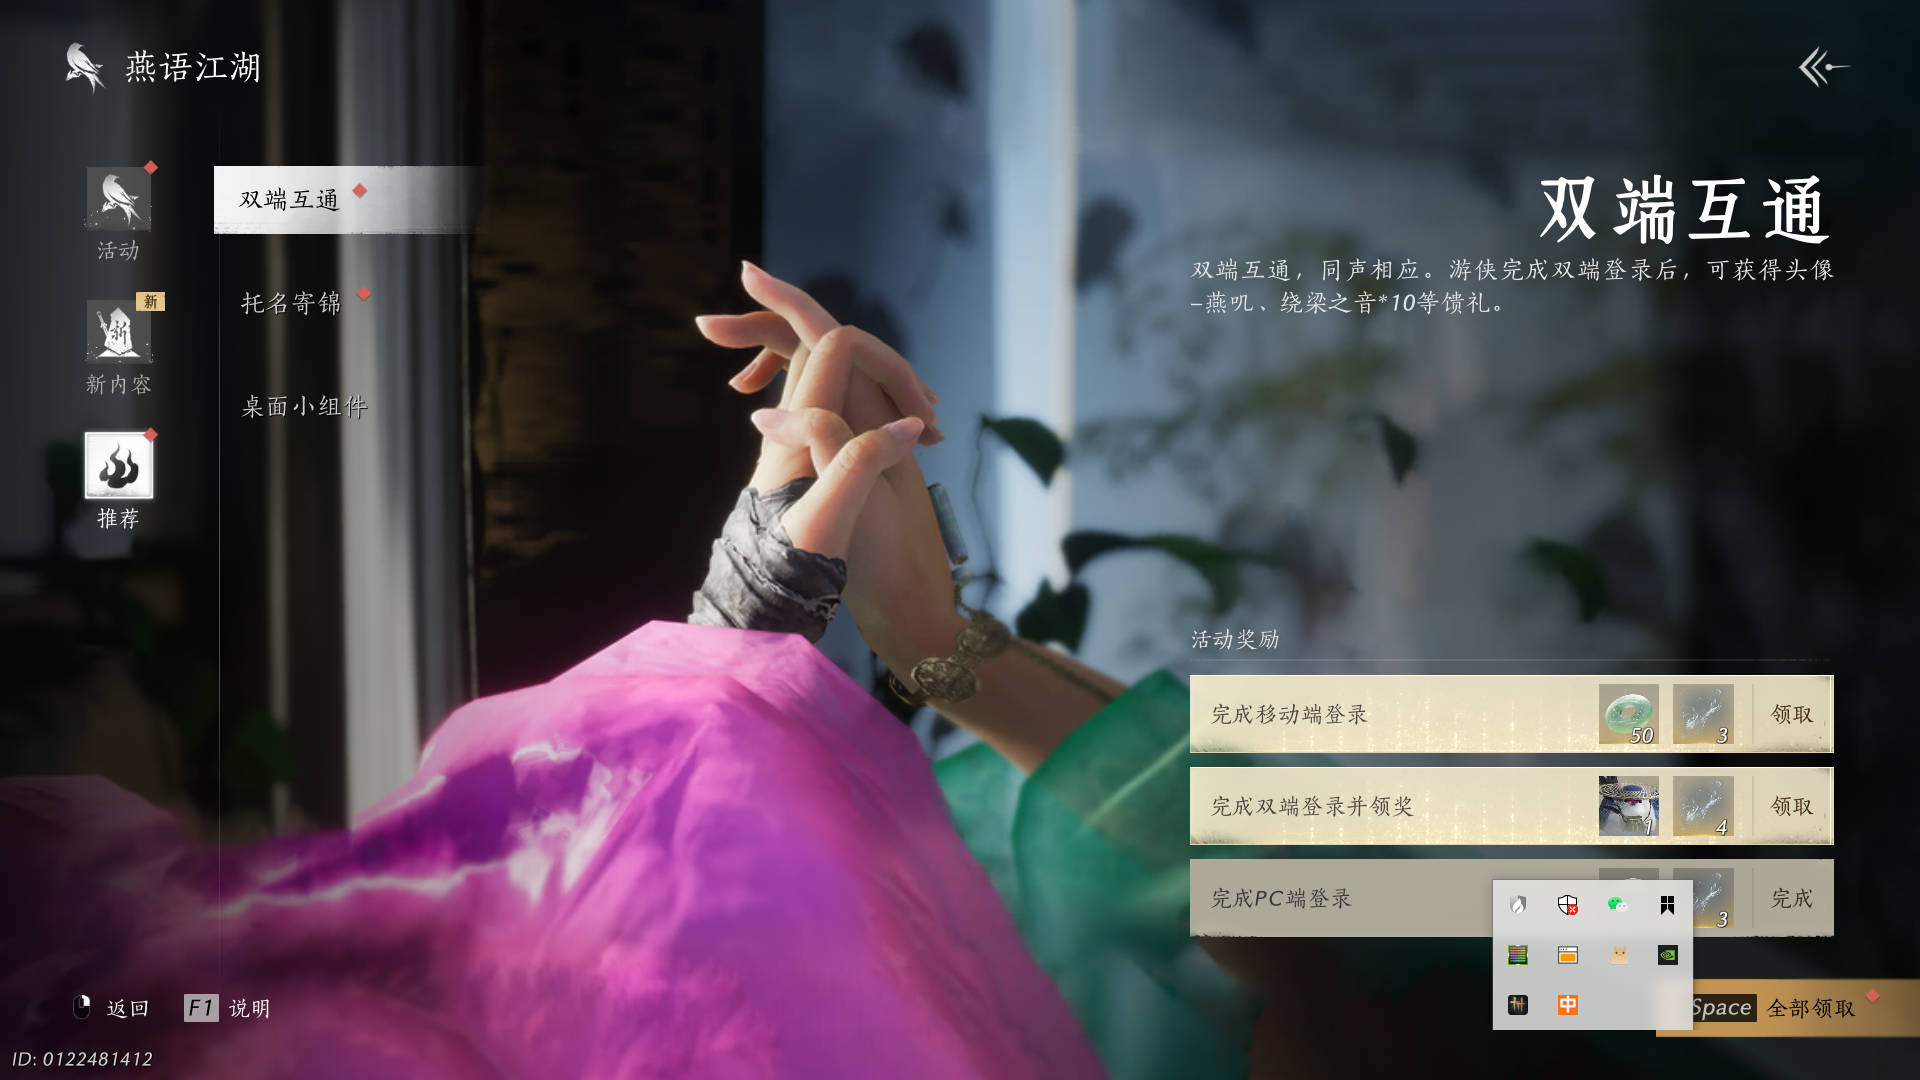 燕语江湖
活动
新
新内容
推荐
双端互通
托名寄锦
桌面小组件
双端互通
双端互通，同声相应。游侠完成双端登录后，可获得头像
-燕叽、绕梁之音*10等馈礼。
活动奖励
完成移动端登录 50 3 领取
完成双端登录并领奖 1 4 领取
完成PC端登录 3 完成
中
返回 F1 说明
Space 全部领取
ID: 0122481412